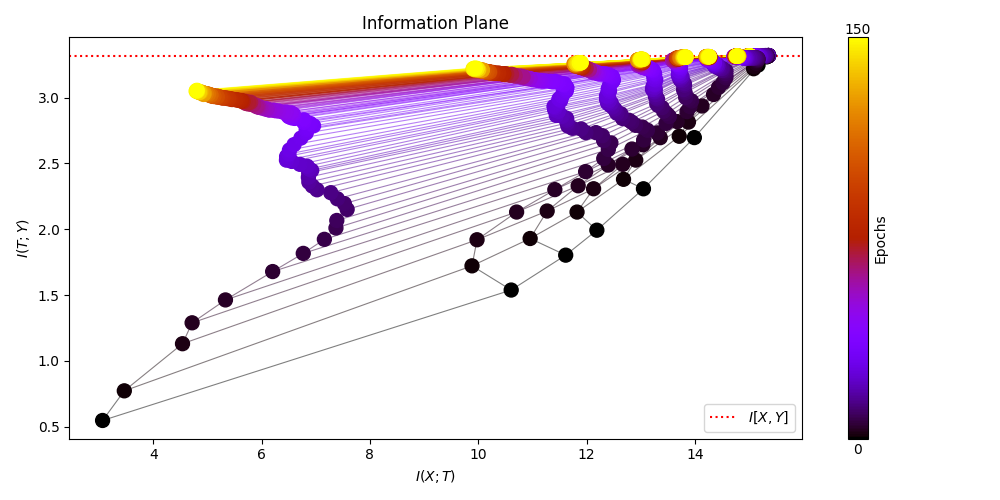 Information Plane
150
3.0
2.5
2.0
1.5
1.0
0.5
I(T; Y)
Epochs
I[X, Y]
0
4 6 8 10 12 14
I(X; T)